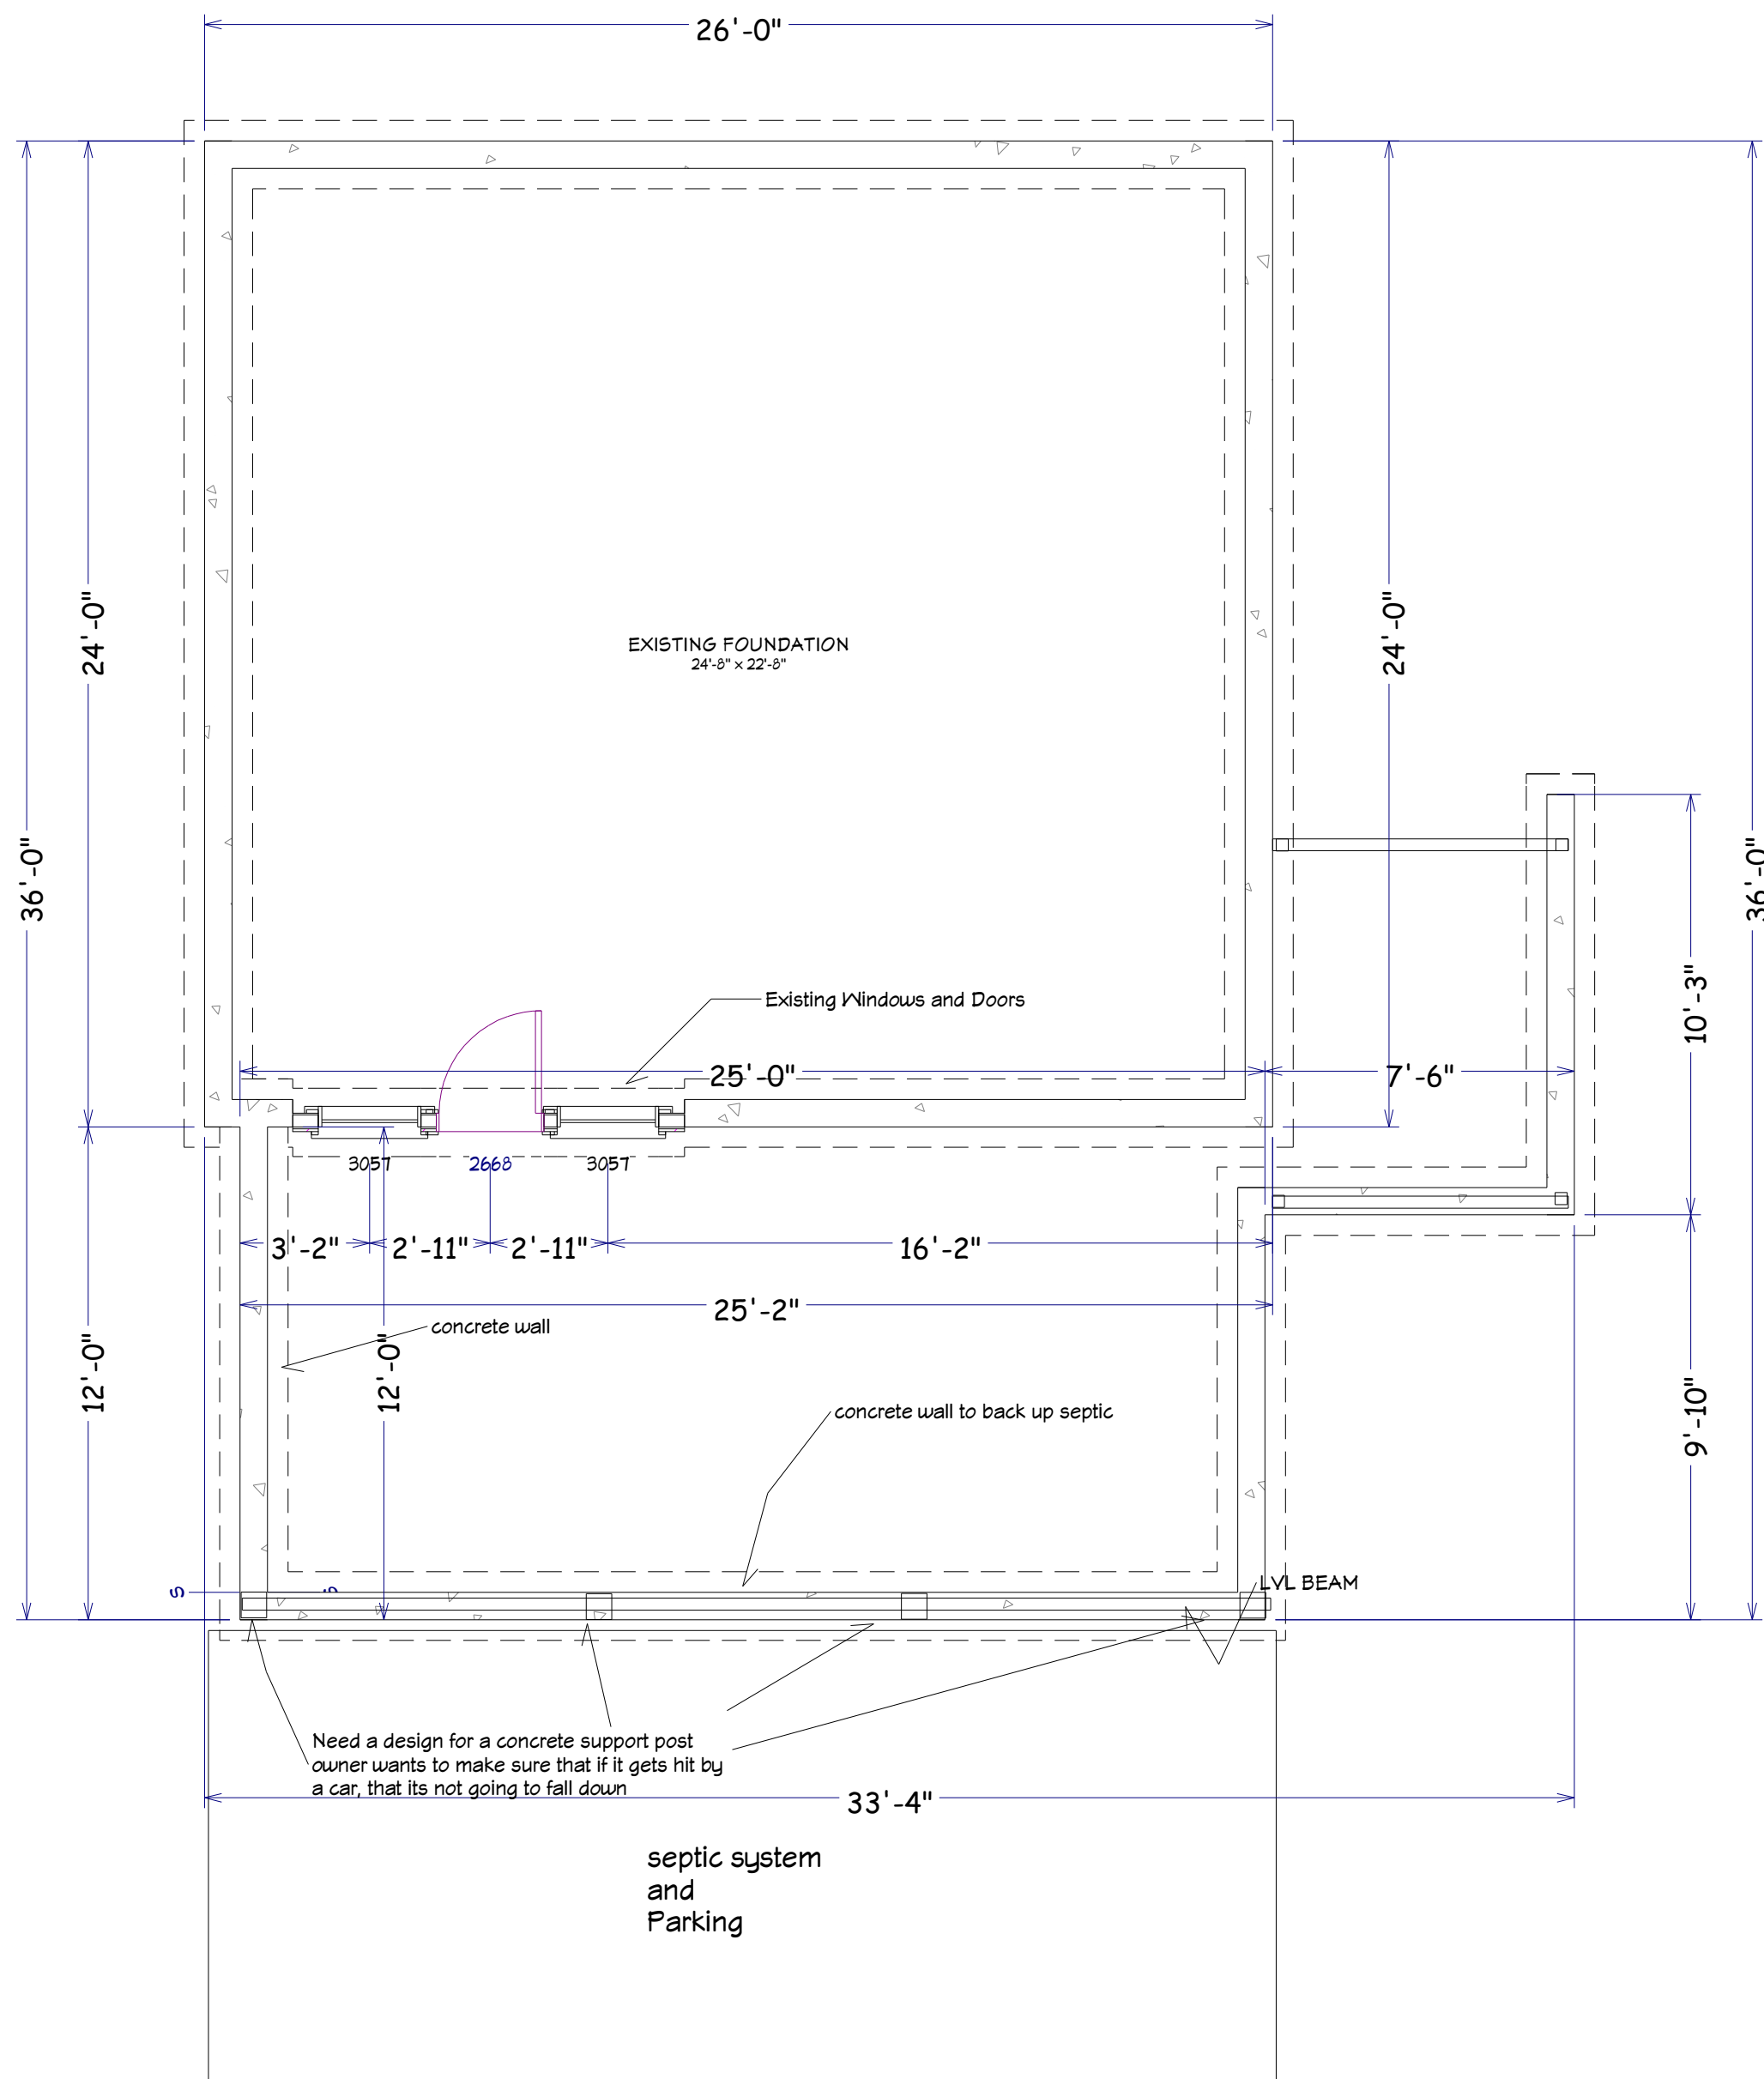 26'-0"
24'-0"
24'-0"
EXISTING FOUNDATION
24'-8" x 22'-8"
36'-0"
36'-0"
10'-3"
Existing Windows and Doors
25'-0"
7'-6"
3057
2668
3057
3'-2"
2'-11"
2'-11"
16'-2"
25'-2"
concrete wall
12'-0"
12'-0"
concrete wall to back up septic
9'-10"
LVL BEAM
Need a design for a concrete support post
owner wants to make sure that if it gets hit by
a car, that its not going to fall down
33'-4"
septic system
and
Parking